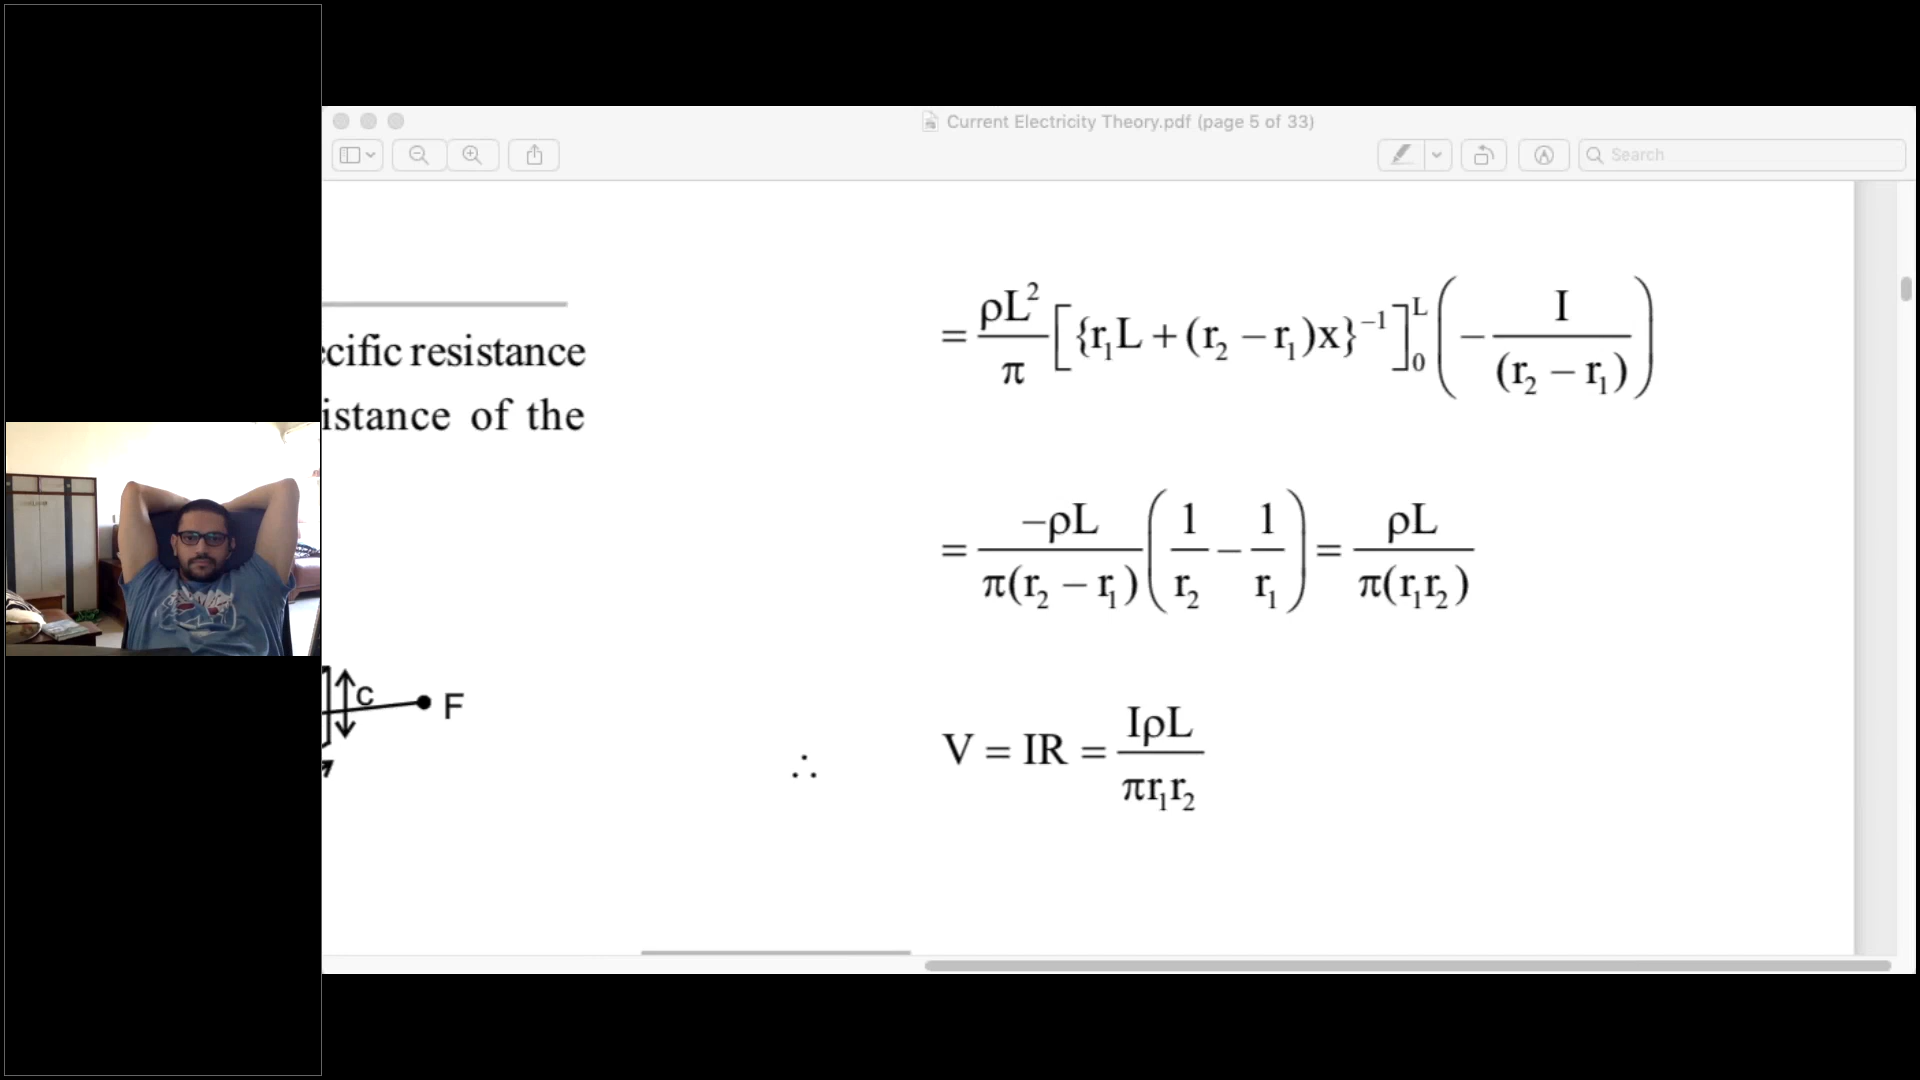 Current Electricity Theory.pdf (page 5 of 33)
Search
ecific resistance
istance of the
C
F
= ρL²/π [{r₁L + (r₂ − r₁)x}⁻¹]₀ᴸ (− I/(r₂ − r₁))
= −ρL/π(r₂ − r₁) (1/r₂ − 1/r₁) = ρL/π(r₁r₂)
∴ V = IR = IρL/πr₁r₂